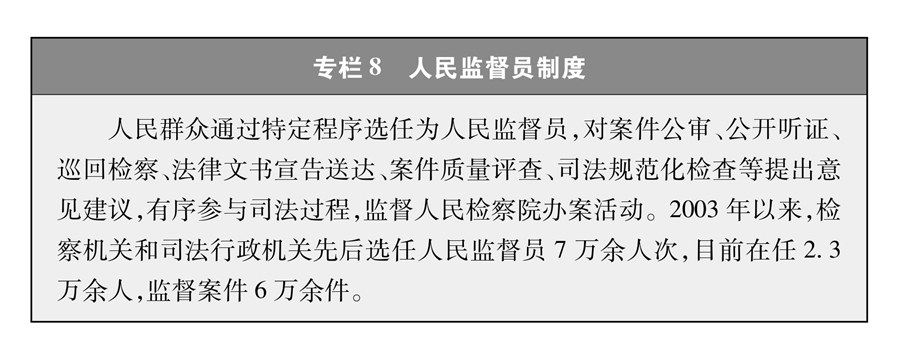 专栏8 人民监督员制度
人民群众通过特定程序选任为人民监督员,对案件公审、公开听证、
巡回检察、法律文书宣告送达、案件质量评查、司法规范化检查等提出意
见建议,有序参与司法过程,监督人民检察院办案活动。2003年以来,检
察机关和司法行政机关先后选任人民监督员7万余人次,目前在任2.3
万余人,监督案件6万余件。